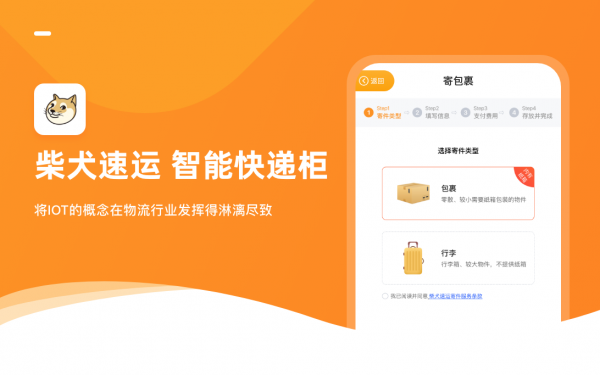 柴犬速运 智能快递柜
将IOT的概念在物流行业发挥得淋漓尽致
返回
寄包裹
Step1
寄件类型
Step2
填写信息
Step3
支付费用
Step4
存放并完成
1
2
3
4
选择寄件类型
包裹
零散、较小需要纸箱包装的物件
行李
行李箱、较大物件、不提供纸箱
我已阅读并同意 柴犬速运寄件服务条款